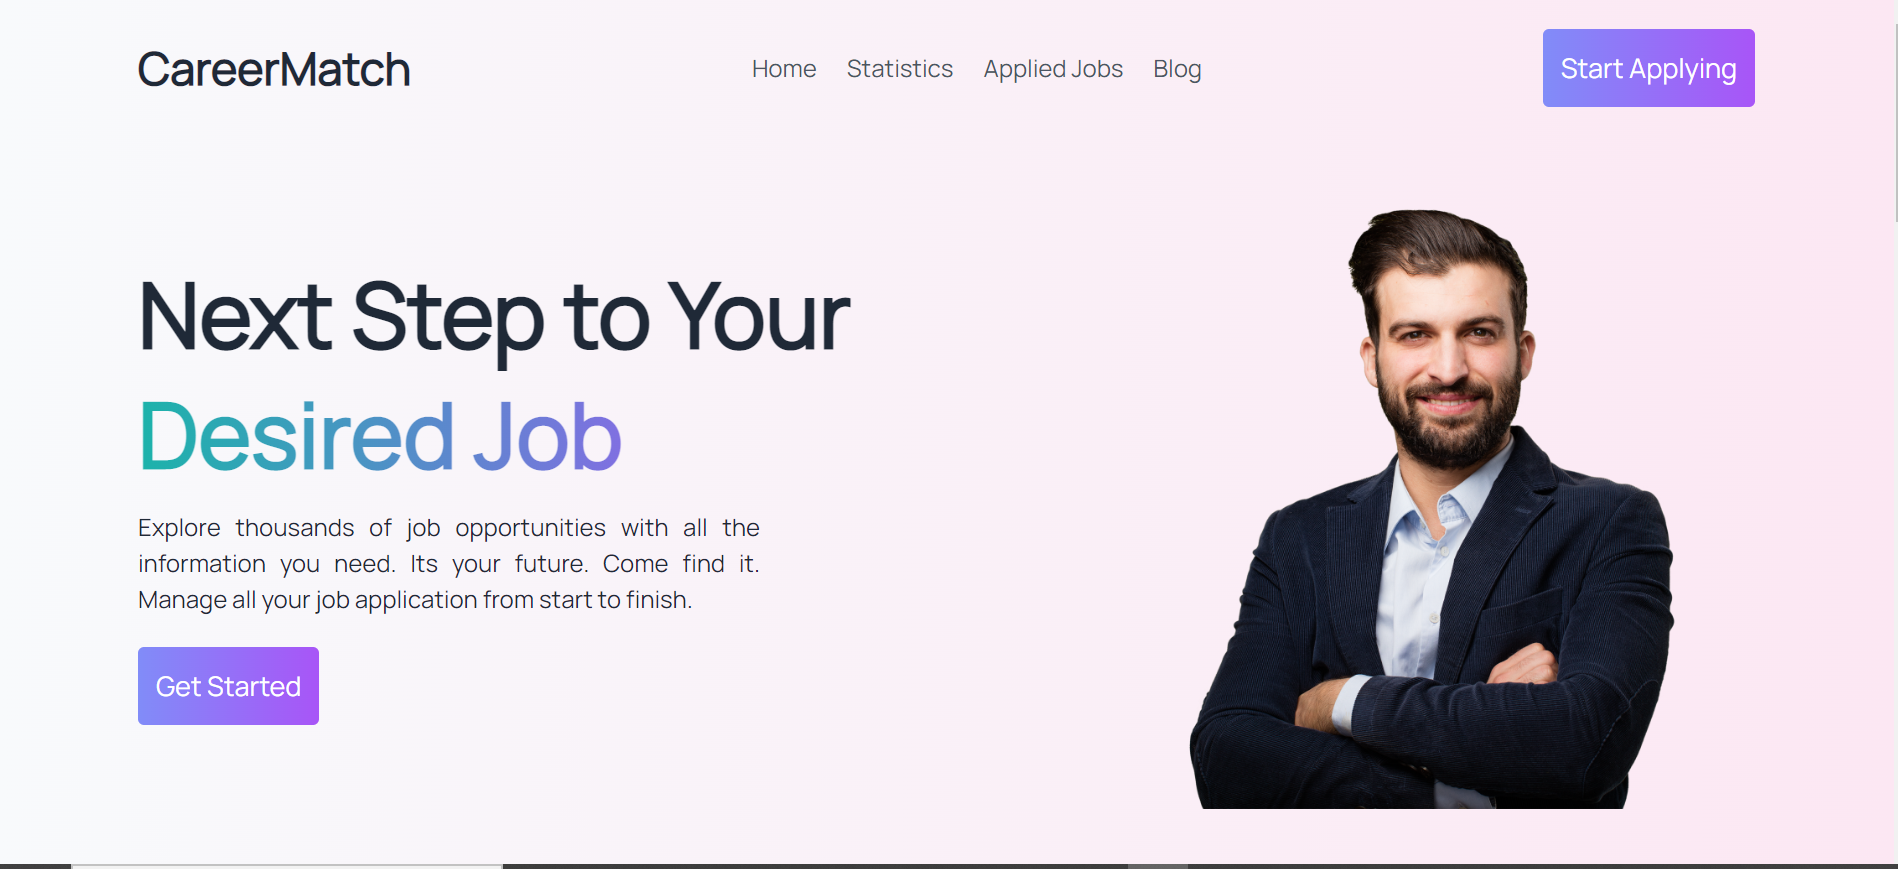 CareerMatch
Home Statistics Applied Jobs Blog
Start Applying
Next Step to Your
Desired Job
Explore thousands of job opportunities with all the
information you need. Its your future. Come find it.
Manage all your job application from start to finish.
Get Started